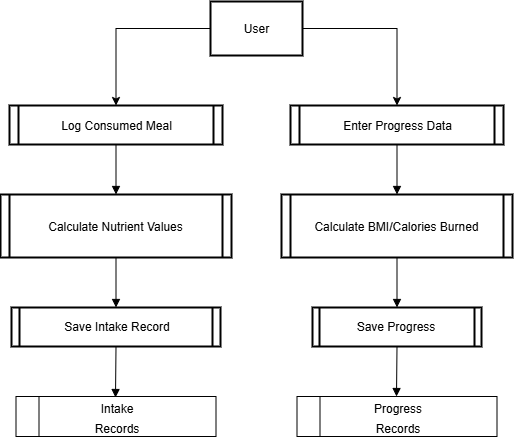 User
Log Consumed Meal
Enter Progress Data
Calculate Nutrient Values
Calculate BMI/Calories Burned
Save Intake Record
Save Progress
Intake
Records
Progress
Records